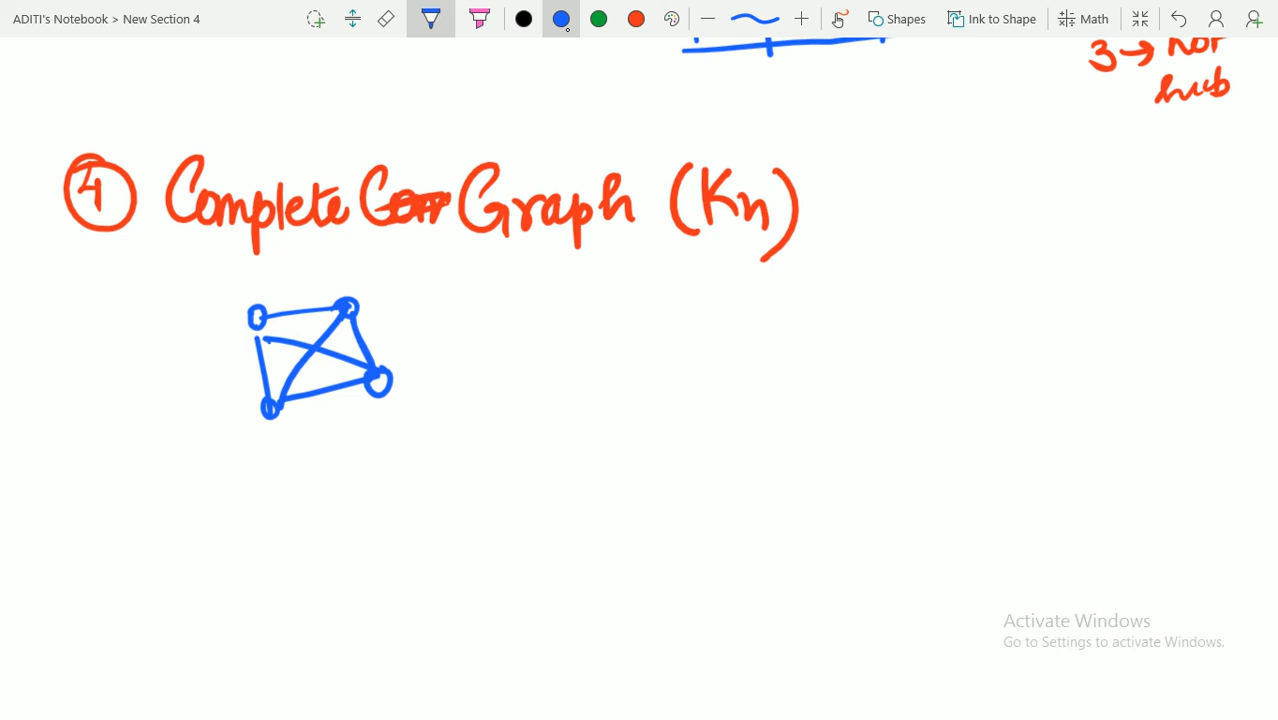 ADITI's Notebook > New Section 4
Shapes
Ink to Shape
Math
3 → not
hub
④ Complete Graph (Kn)
Activate Windows
Go to Settings to activate Windows.